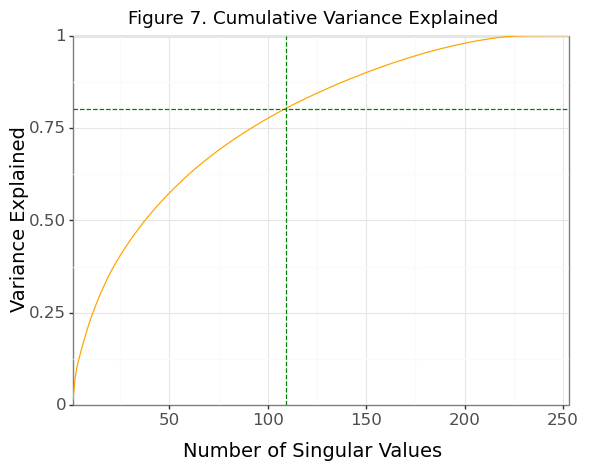 Figure 7. Cumulative Variance Explained
1
0.75
0.50
0.25
0
Variance Explained
50 100 150 200 250
Number of Singular Values